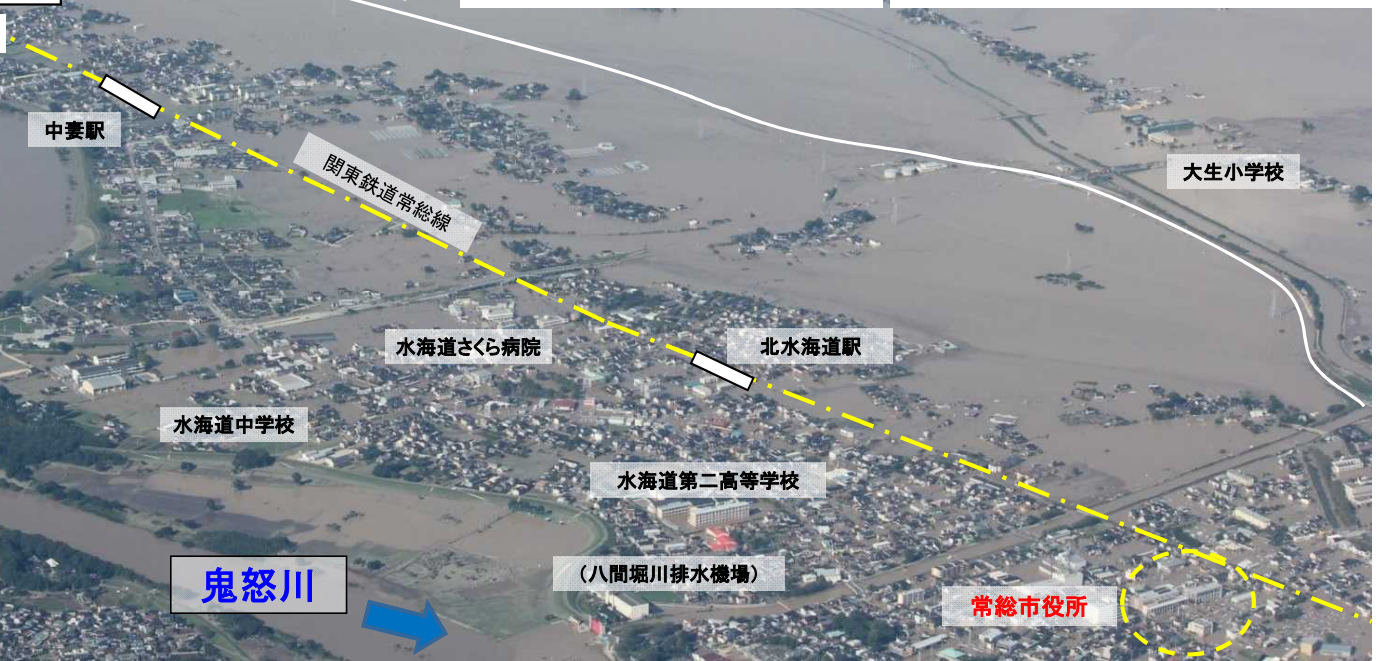 中妻駅
関東鉄道常総線
大生小学校
水海道さくら病院
北水海道駅
水海道中学校
水海道第二高等学校
(八間堀川排水機場)
鬼怒川
常総市役所